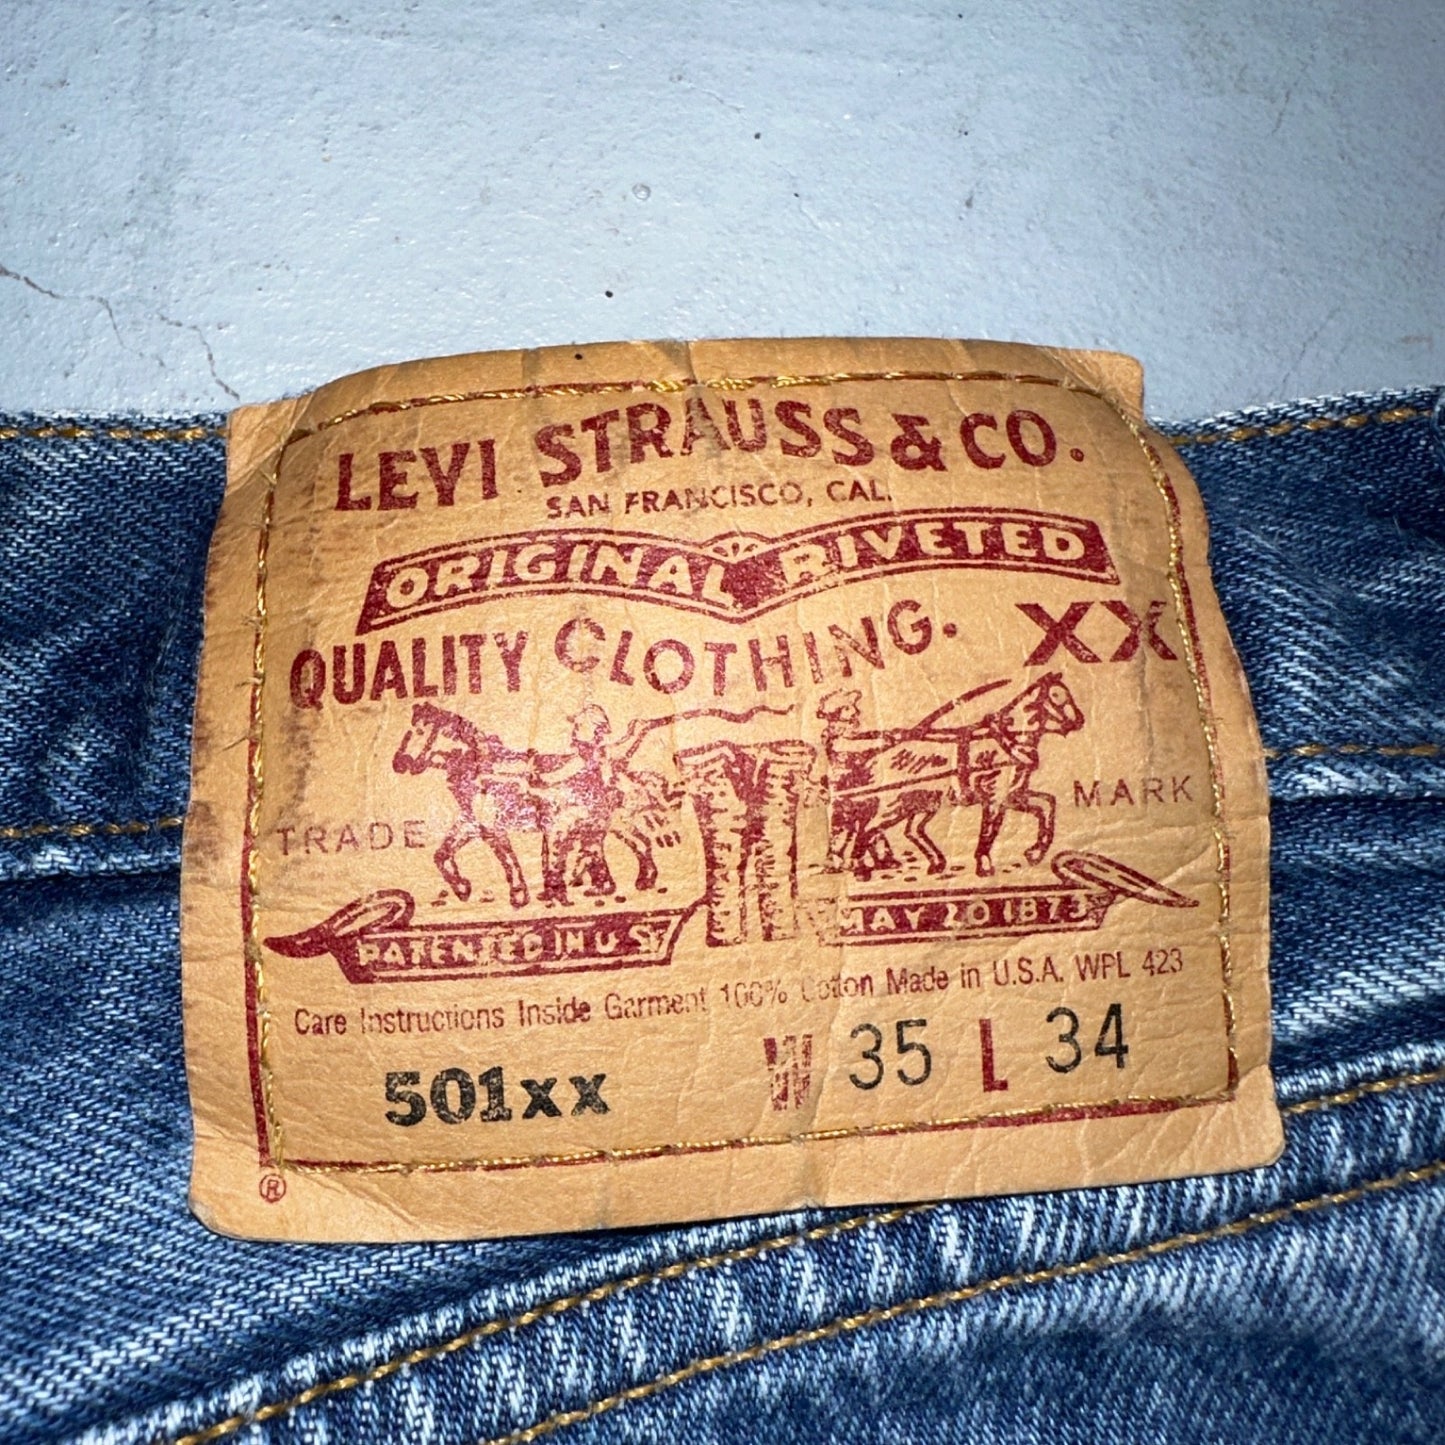 LEVI STRAUSS & CO.
SAN FRANCISCO, CAL.
ORIGINAL RIVETED
QUALITY CLOTHING. XX
TRADE MARK
PATENTED IN U S MAY 20 1873
Care Instructions Inside Garment 100% Cotton Made in U.S.A. WPL 423
501xx W 35 L 34
®